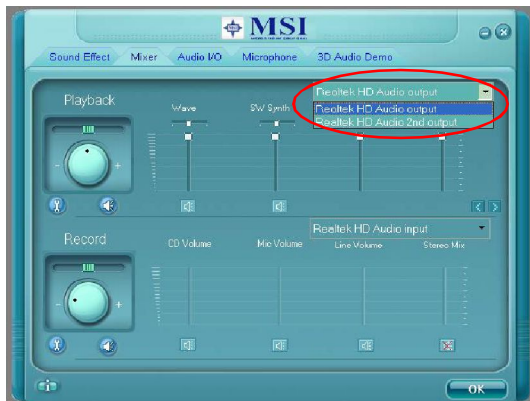 MSI
Sound Effect Mixer Audio I/O Microphone 3D Audio Demo
Realtek HD Audio output
Playback
Wave SW Synth
Realtek HD Audio output
Realtek HD Audio 2nd output
- +
Realtek HD Audio input
Record
CD Volume Mic Volume Line Volume Stereo Mix
- +
OK